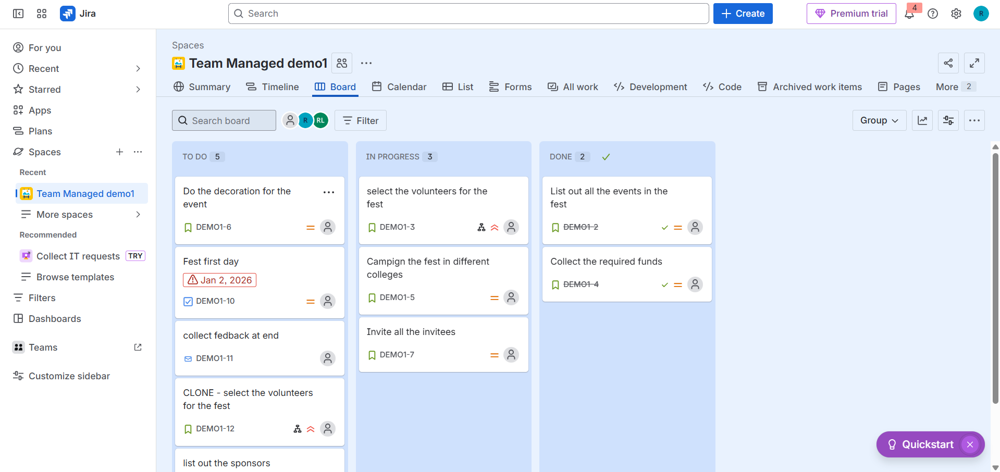 Jira
Search
Create
Premium trial
4
R
For you
Recent
Starred
Apps
Plans
Spaces
Recent
Team Managed demo1
More spaces
Recommended
Collect IT requests TRY
Browse templates
Filters
Dashboards
Teams
Customize sidebar
Spaces
Team Managed demo1
Summary
Timeline
Board
Calendar
List
Forms
All work
Development
Code
Archived work items
Pages
More 2
Search board
R
RL
Filter
Group
TO DO 5
Do the decoration for the
event
DEMO1-6
Fest first day
Jan 2, 2026
DEMO1-10
collect fedback at end
DEMO1-11
CLONE - select the volunteers
for the fest
DEMO1-12
list out the sponsors
IN PROGRESS 3
select the volunteers for the
fest
DEMO1-3
Campign the fest in different
colleges
DEMO1-5
Invite all the invitees
DEMO1-7
DONE 2
List out all the events in the
fest
DEMO1-2
Collect the required funds
DEMO1-4
Quickstart